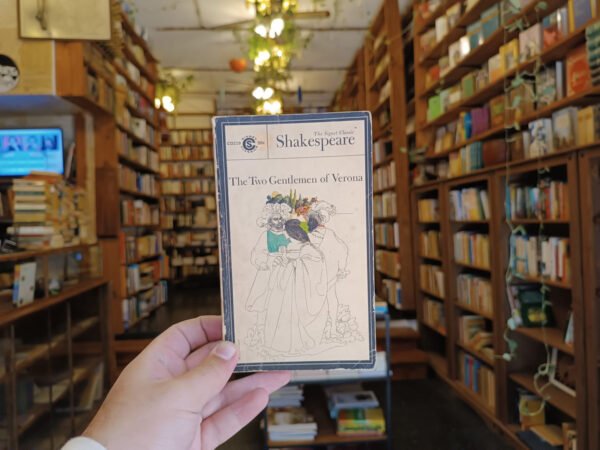 The Signet Classic
Shakespeare
The Two Gentlemen of Verona